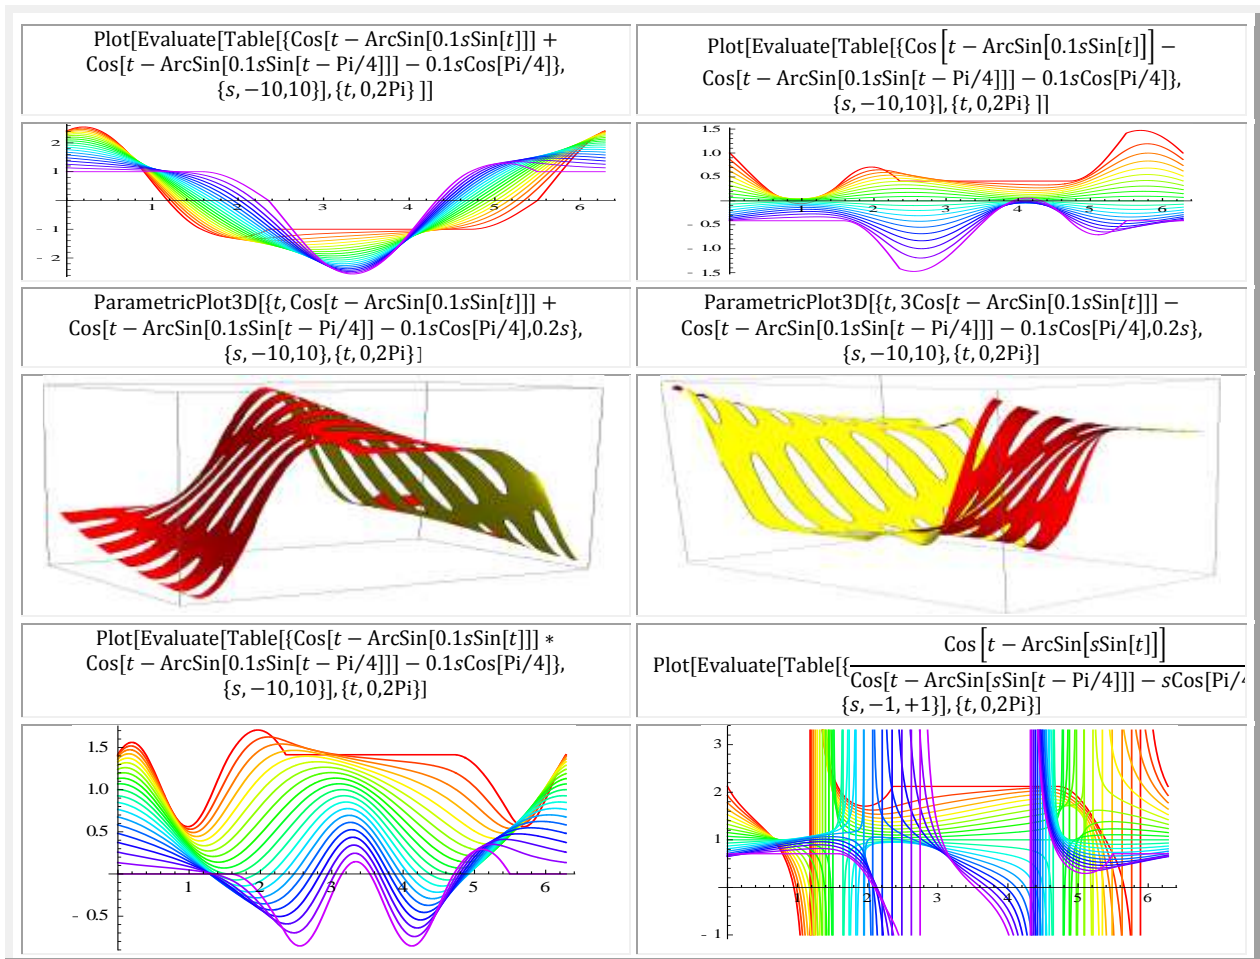 Plot[Evaluate[Table[{Cos[t − ArcSin[0.1sSin[t]]] +
Cos[t − ArcSin[0.1sSin[t − Pi/4]]] − 0.1sCos[Pi/4]},
{s, −10,10}],{t, 0,2Pi} ]]
Plot[Evaluate[Table[{Cos[t − ArcSin[0.1sSin[t]]] −
Cos[t − ArcSin[0.1sSin[t − Pi/4]]] − 0.1sCos[Pi/4]},
{s, −10,10}],{t, 0,2Pi} ]]
2
1
- 1
- 2
1 2 3 4 5 6
1.5
1.0
0.5
- 0.5
- 1.0
- 1.5
1 2 3 4 5 6
ParametricPlot3D[{t, Cos[t − ArcSin[0.1sSin[t]]] +
Cos[t − ArcSin[0.1sSin[t − Pi/4]] − 0.1sCos[Pi/4],0.2s},
{s, −10,10},{t, 0,2Pi}]
ParametricPlot3D[{t, 3Cos[t − ArcSin[0.1sSin[t]]] −
Cos[t − ArcSin[0.1sSin[t − Pi/4]]] − 0.1sCos[Pi/4],0.2s},
{s, −10,10},{t, 0,2Pi}]
Plot[Evaluate[Table[{Cos[t − ArcSin[0.1sSin[t]]] ∗
Cos[t − ArcSin[0.1sSin[t − Pi/4]]] − 0.1sCos[Pi/4]},
{s, −10,10}],{t, 0,2Pi}]
Cos[t − ArcSin[sSin[t]]]
Plot[Evaluate[Table[{
Cos[t − ArcSin[sSin[t − Pi/4]]] − sCos[Pi/4
{s, −1, +1}],{t, 0,2Pi}]
1.5
1.0
0.5
- 0.5
1 2 3 4 5 6
3
2
1
- 1
1 2 3 4 5 6